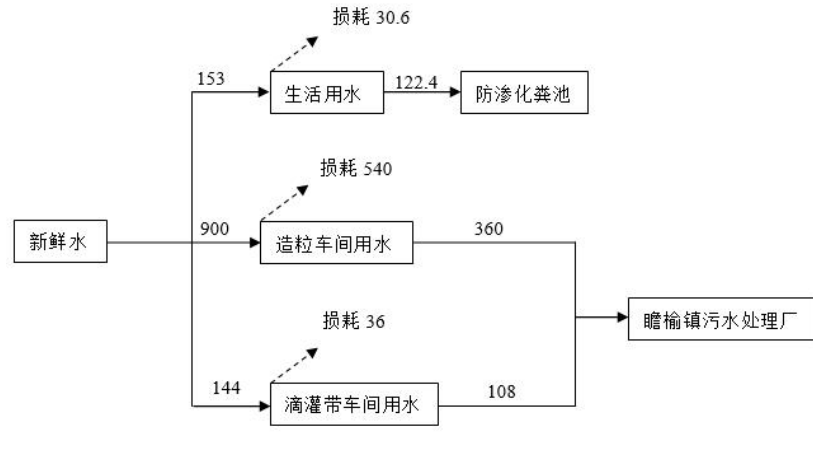 损耗 30.6
153
生活用水
122.4
防渗化粪池
损耗 540
新鲜水
900
造粒车间用水
360
损耗 36
瞻榆镇污水处理厂
144
滴灌带车间用水
108